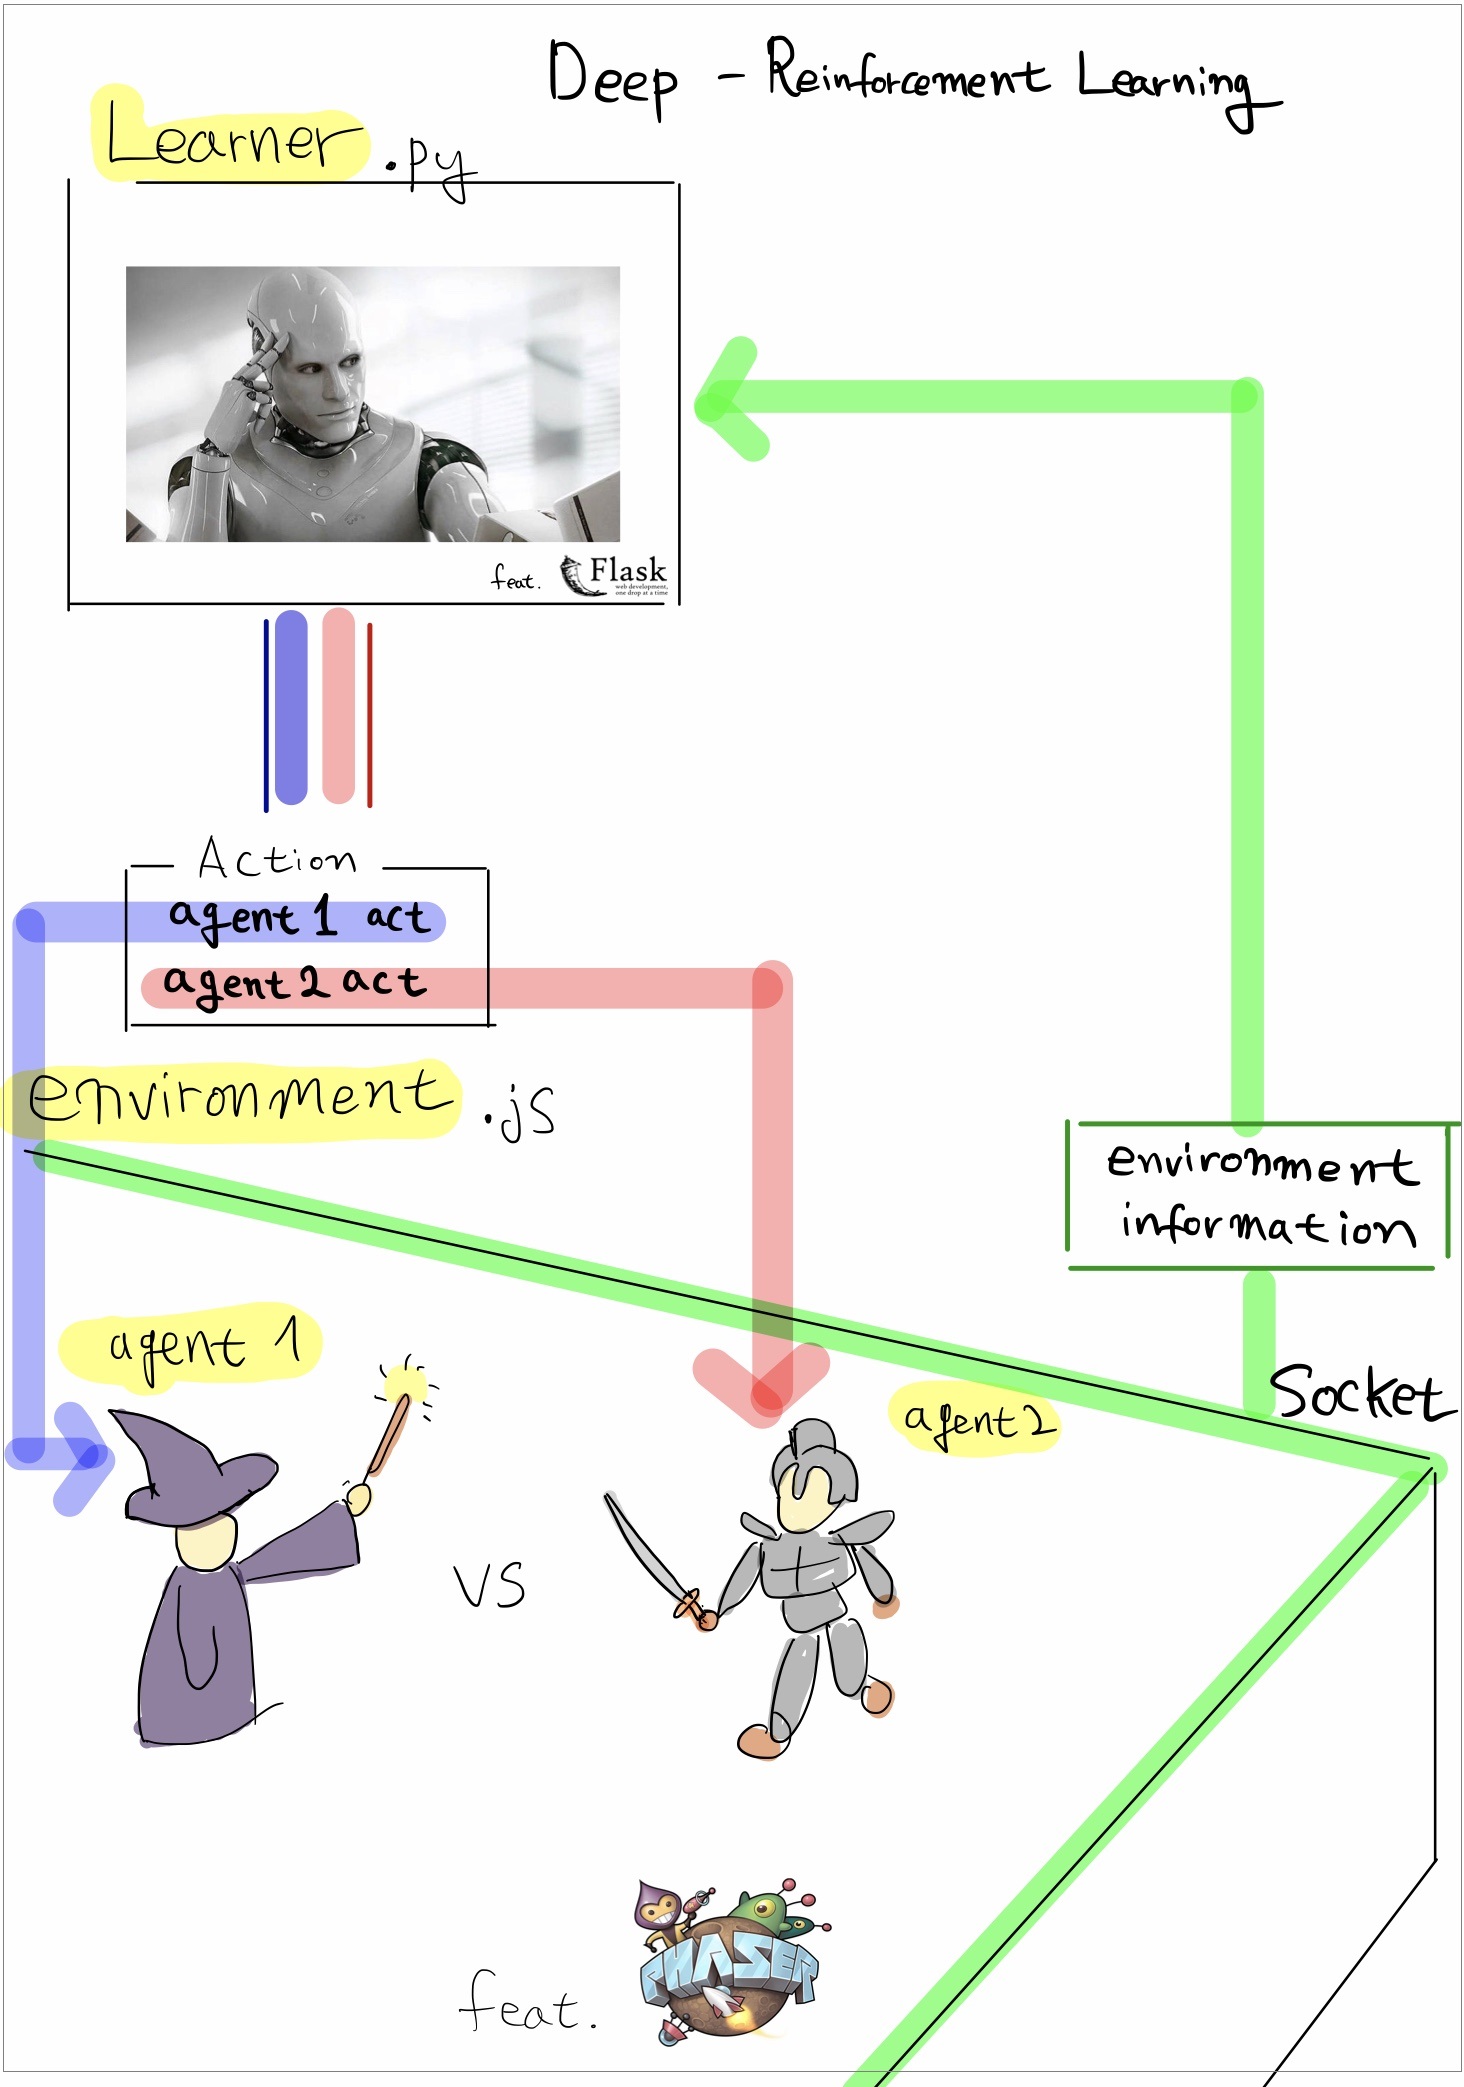 Deep - Reinforcement Learning
Learner .py
feat. Flask
web development,
one drop at a time
Action
agent 1 act
agent 2 act
environment .js
environment
information
Socket
agent 1
agent 2
VS
feat. PHASER